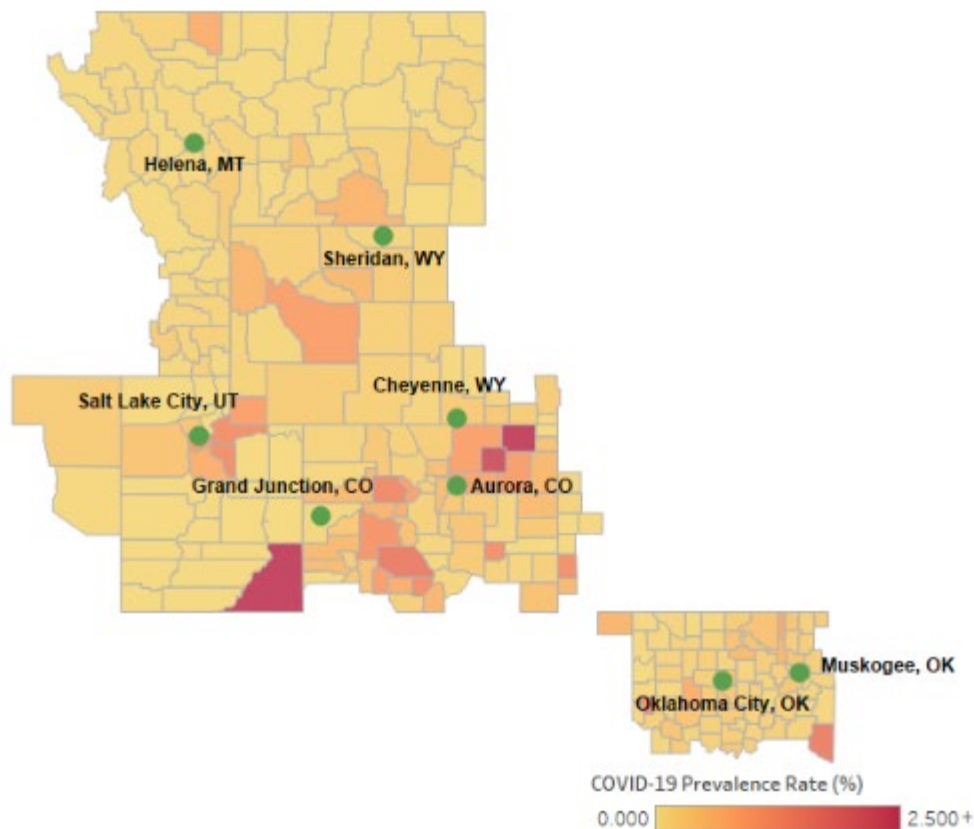 Helena, MT
Sheridan, WY
Cheyenne, WY
Salt Lake City, UT
Grand Junction, CO
Aurora, CO
Muskogee, OK
Oklahoma City, OK
COVID-19 Prevalence Rate (%)
0.000 2.500+